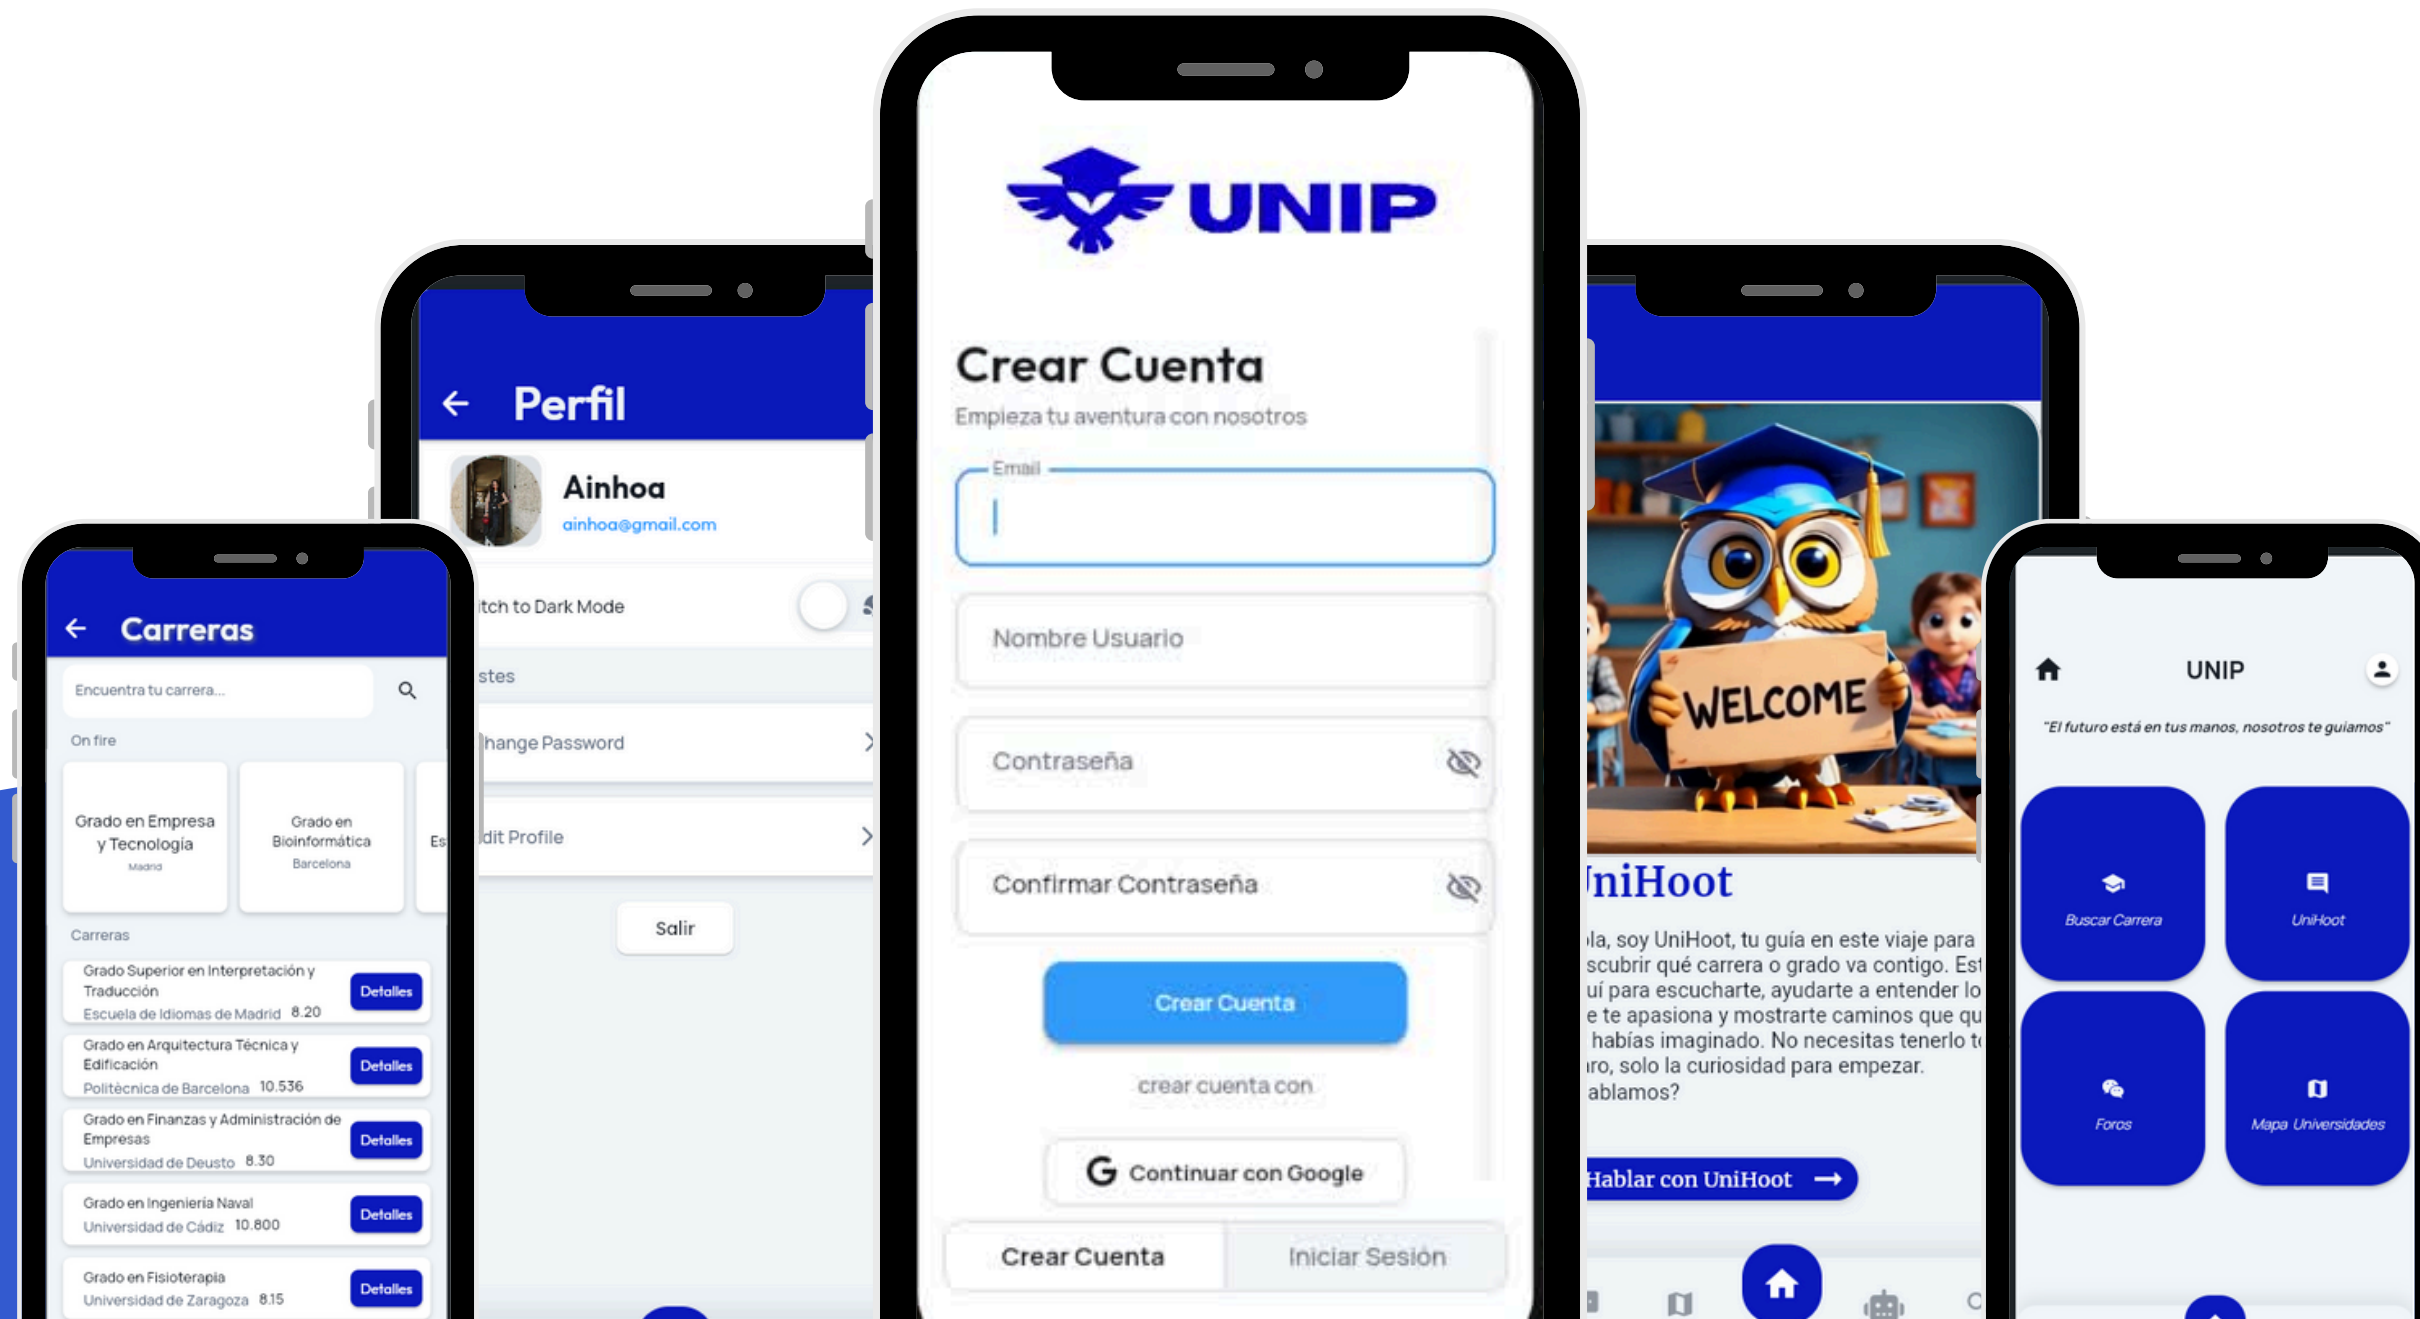 Carreras
Encuentra tu carrera...
On fire
Grado en Empresa
y Tecnología
Madrid
Grado en
Bioinformática
Barcelona
Es
Carreras
Grado Superior en Interpretación y
Traducción
Escuela de Idiomas de Madrid 8.20
Detalles
Grado en Arquitectura Técnica y
Edificación
Politècnica de Barcelona 10.536
Detalles
Grado en Finanzas y Administración de
Empresas
Universidad de Deusto 8.30
Detalles
Grado en Ingeniería Naval
Universidad de Cádiz 10.800
Detalles
Grado en Fisioterapia
Universidad de Zaragoza 8.15
Detalles
Perfil
Ainhoa
ainhoa@gmail.com
itch to Dark Mode
stes
hange Password
dit Profile
Salir
UNIP
Crear Cuenta
Empieza tu aventura con nosotros
Email
Nombre Usuario
Contraseña
Confirmar Contraseña
Crear Cuenta
crear cuenta con
G Continuar con Google
Crear Cuenta
Iniciar Sesión
WELCOME
niHoot
la, soy UniHoot, tu guía en este viaje para
scubrir qué carrera o grado va contigo. Est
uí para escucharte, ayudarte a entender lo
e te apasiona y mostrarte caminos que qu
habías imaginado. No necesitas tenerlo t
ro, solo la curiosidad para empezar.
ablamos?
Hablar con UniHoot
UNIP
"El futuro está en tus manos, nosotros te guiamos"
Buscar Carrera
UniHoot
Foros
Mapa Universidades